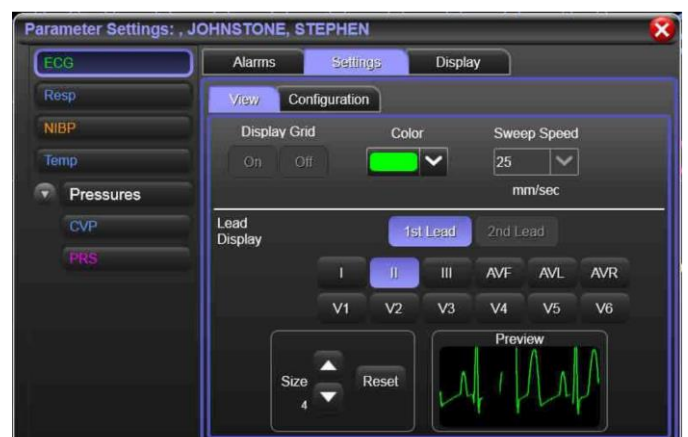 Parameter Settings: , JOHNSTONE, STEPHEN
ECG
Resp
NIBP
Temp
Pressures
CVP
PRS
Alarms Settings Display
View Configuration
Display Grid Color Sweep Speed
On Off 25
mm/sec
Lead
Display
1st Lead 2nd Lead
I II III AVF AVL AVR
V1 V2 V3 V4 V5 V6
Size
4
Reset
Preview